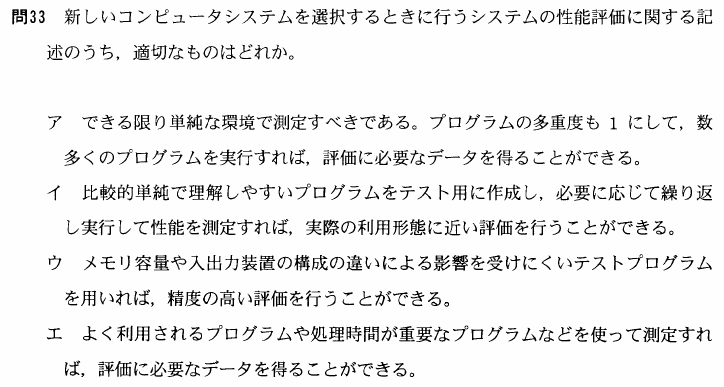 問33 新しいコンピュータシステムを選択するときに行うシステムの性能評価に関する記
述のうち，適切なものはどれか。
ア できる限り単純な環境で測定すべきである。プログラムの多重度も 1 にして，数
多くのプログラムを実行すれば，評価に必要なデータを得ることができる。
イ 比較的単純で理解しやすいプログラムをテスト用に作成し，必要に応じて繰り返
し実行して性能を測定すれば，実際の利用形態に近い評価を行うことができる。
ウ メモリ容量や入出力装置の構成の違いによる影響を受けにくいテストプログラム
を用いれば，精度の高い評価を行うことができる。
エ よく利用されるプログラムや処理時間が重要なプログラムなどを使って測定すれ
ば，評価に必要なデータを得ることができる。